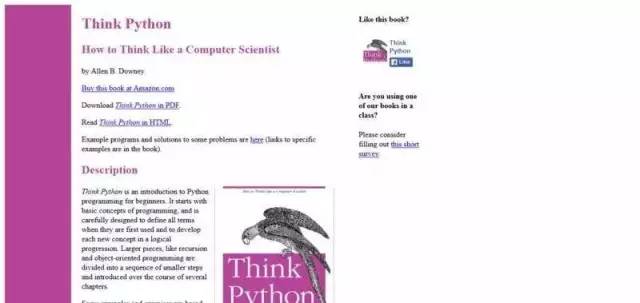 Think Python
How to Think Like a Computer Scientist
by Allen B. Downey
Buy this book at Amazon.com
Download Think Python in PDF.
Read Think Python in HTML.
Example programs and solutions to some problems are here (links to specific
examples are in the book).
Description
Think Python is an introduction to Python
programming for beginners. It starts with
basic concepts of programming, and is
carefully designed to define all terms
when they are first used and to develop
each new concept in a logical
progression. Larger pieces, like recursion
and object-oriented programming are
divided into a sequence of smaller steps
and introduced over the course of several
chapters.
How to Think Like a Computer Scientist
Think
Python
Like this book?
Think
Python
Like
Are you using one
of our books in a
class?
Please consider
filling out this short
survey.